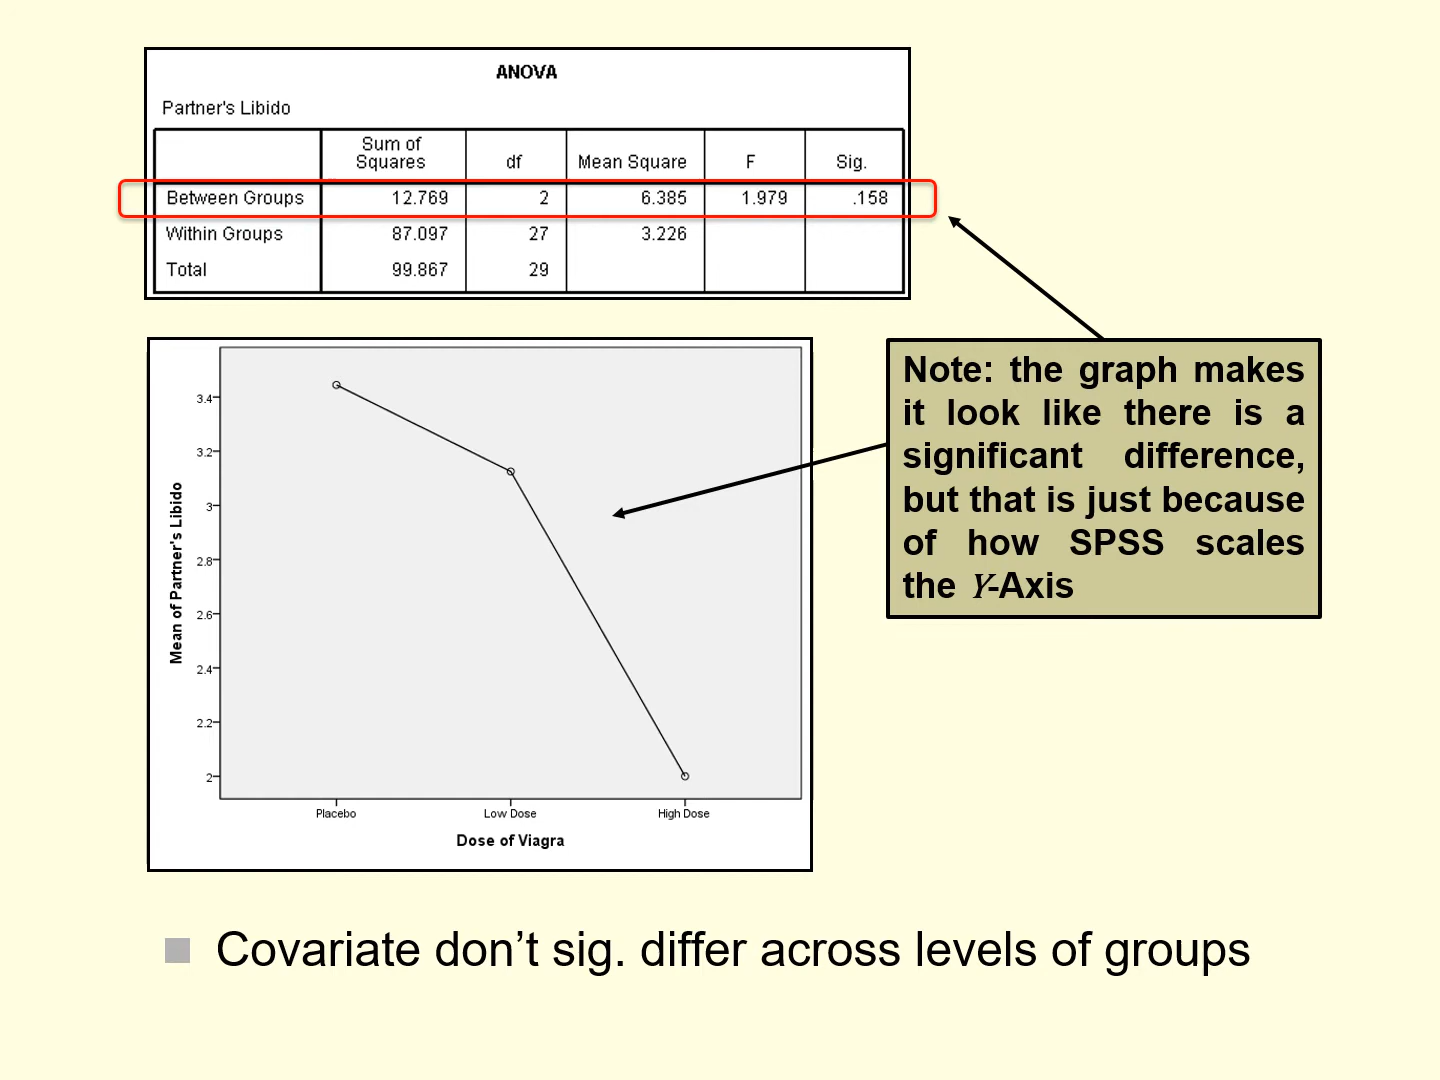 ANOVA
Partner's Libido
Sum of Squares df Mean Square F Sig.
Between Groups 12.769 2 6.385 1.979 .158
Within Groups 87.097 27 3.226
Total 99.867 29
Note: the graph makes
it look like there is a
significant difference,
but that is just because
of how SPSS scales
the Y-Axis
Mean of Partner's Libido
3.4
3.2
3
2.8
2.6
2.4
2.2
2
Placebo Low Dose High Dose
Dose of Viagra
Covariate don’t sig. differ across levels of groups